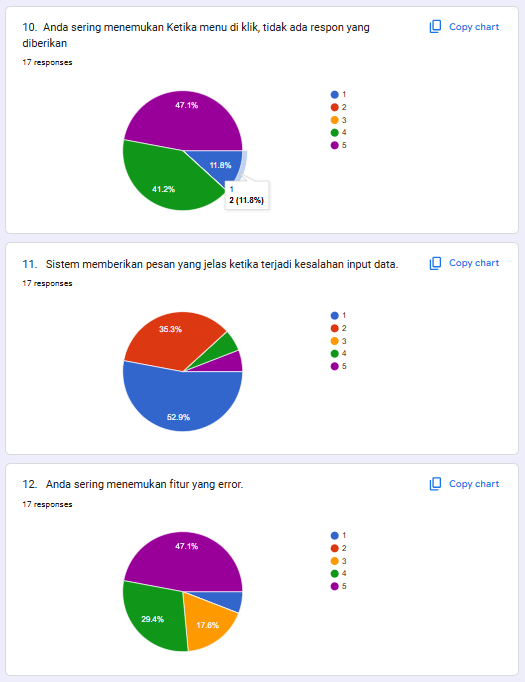 10. Anda sering menemukan Ketika menu di klik, tidak ada respon yang
diberikan
Copy chart
17 responses
47.1%
11.8%
41.2%
1
2 (11.8%)
1
2
3
4
5
11. Sistem memberikan pesan yang jelas ketika terjadi kesalahan input data.
Copy chart
17 responses
35.3%
52.9%
1
2
3
4
5
12. Anda sering menemukan fitur yang error.
Copy chart
17 responses
47.1%
29.4%
17.6%
1
2
3
4
5